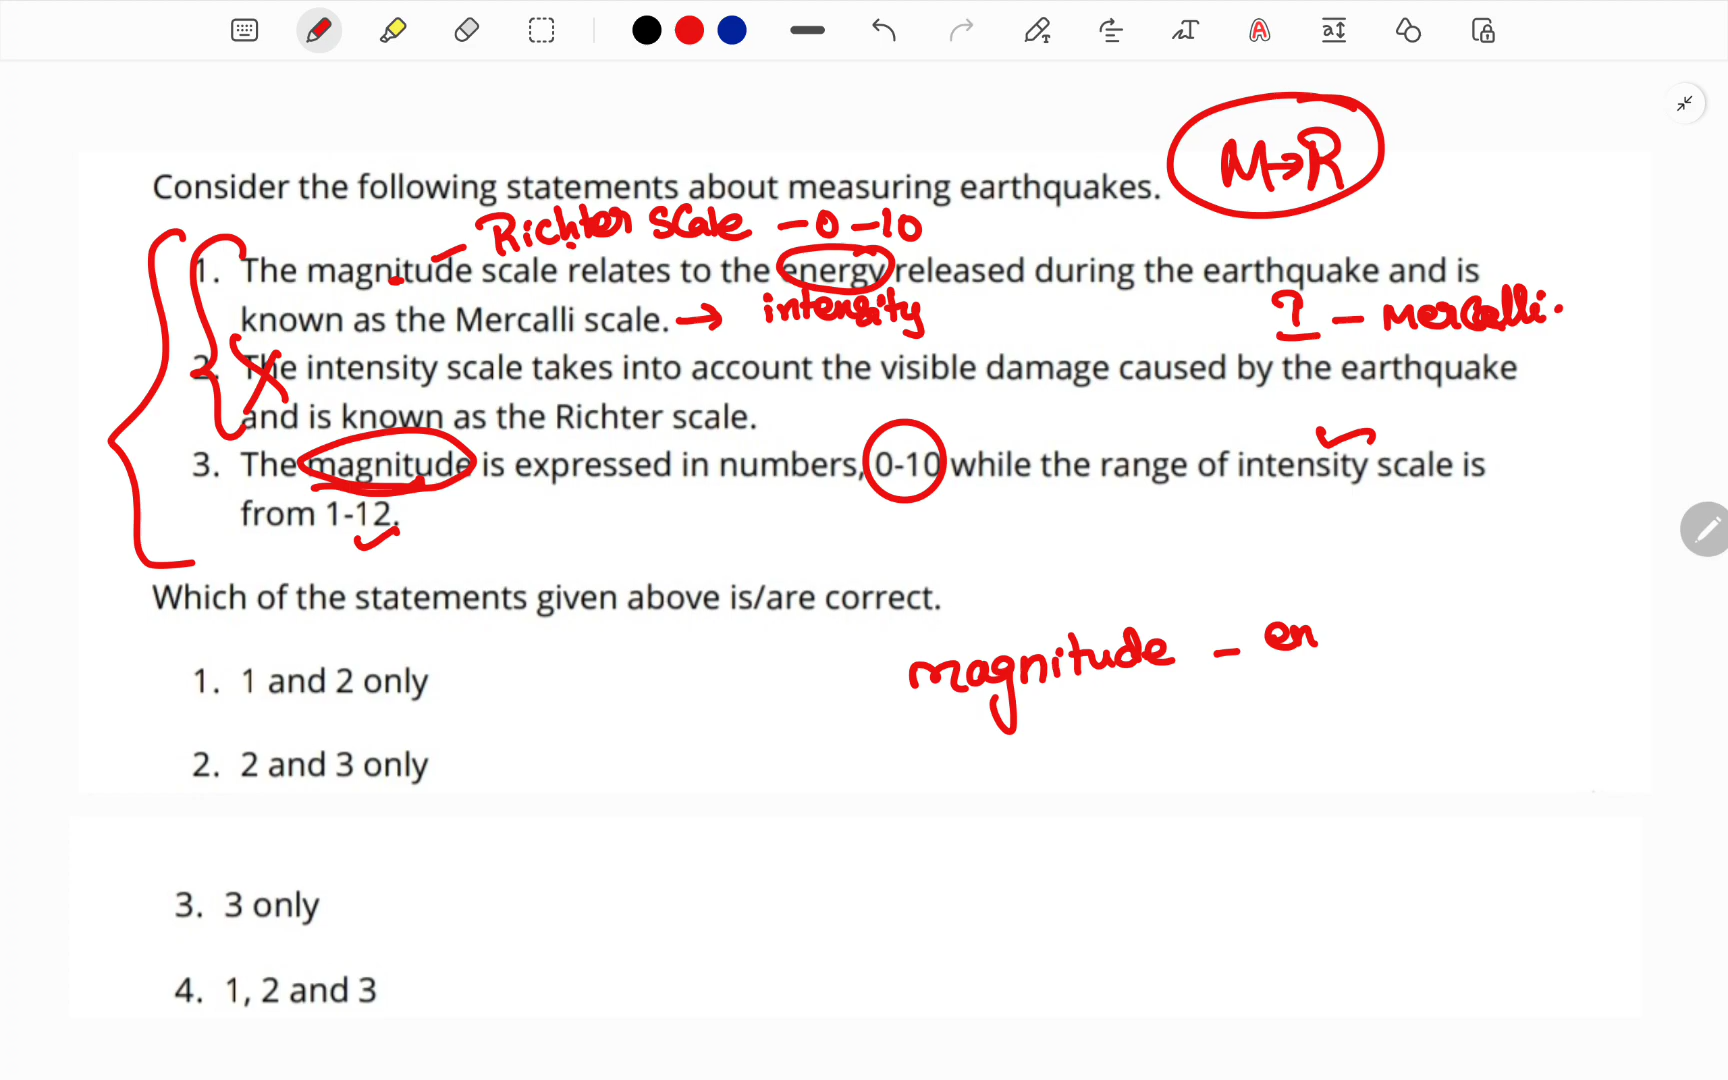 M→R
Consider the following statements about measuring earthquakes.
- Richter scale - 0 - 10
1. The magnitude scale relates to the energy released during the earthquake and is
known as the Mercalli scale. → intensity
I - Mercalli.
2. The intensity scale takes into account the visible damage caused by the earthquake
and is known as the Richter scale.
3. The magnitude is expressed in numbers, 0-10 while the range of intensity scale is
from 1-12.
Which of the statements given above is/are correct.
magnitude - en
1. 1 and 2 only
2. 2 and 3 only
3. 3 only
4. 1, 2 and 3